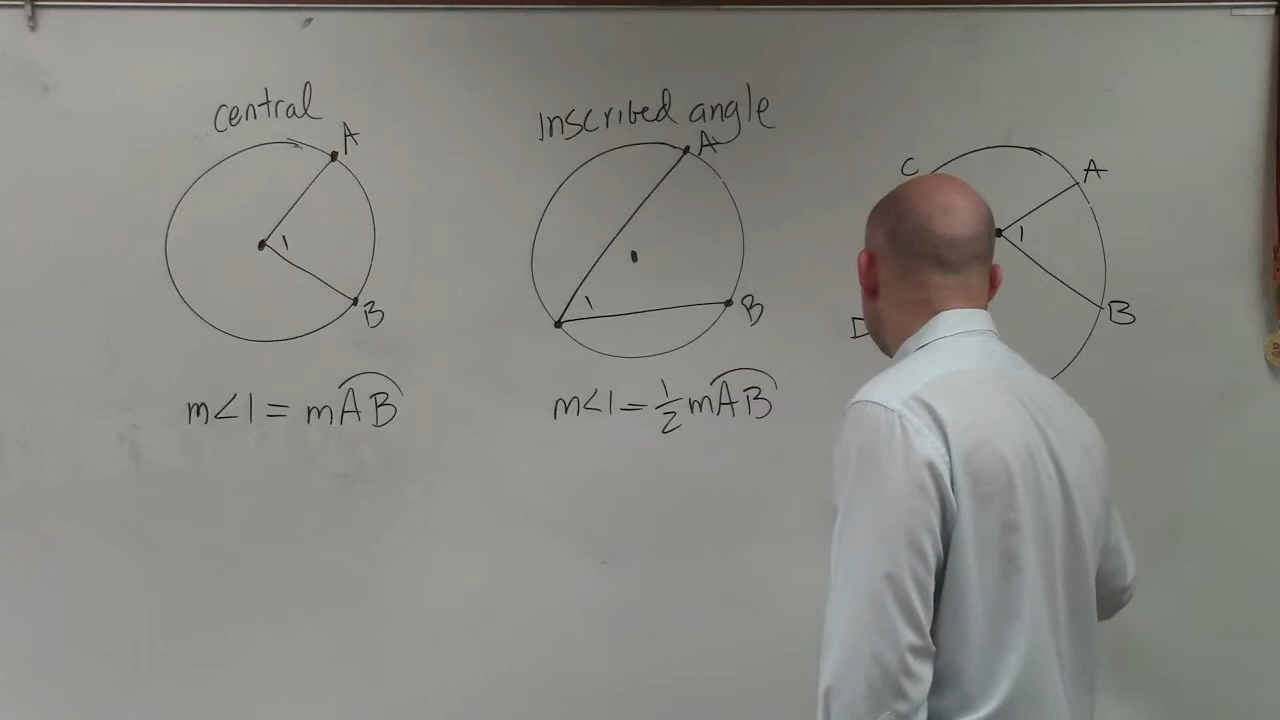 central
A
1
B
m∠1 = mAB
inscribed angle
A
1
B
m∠1 = 1/2 mAB
C
A
1
B
D